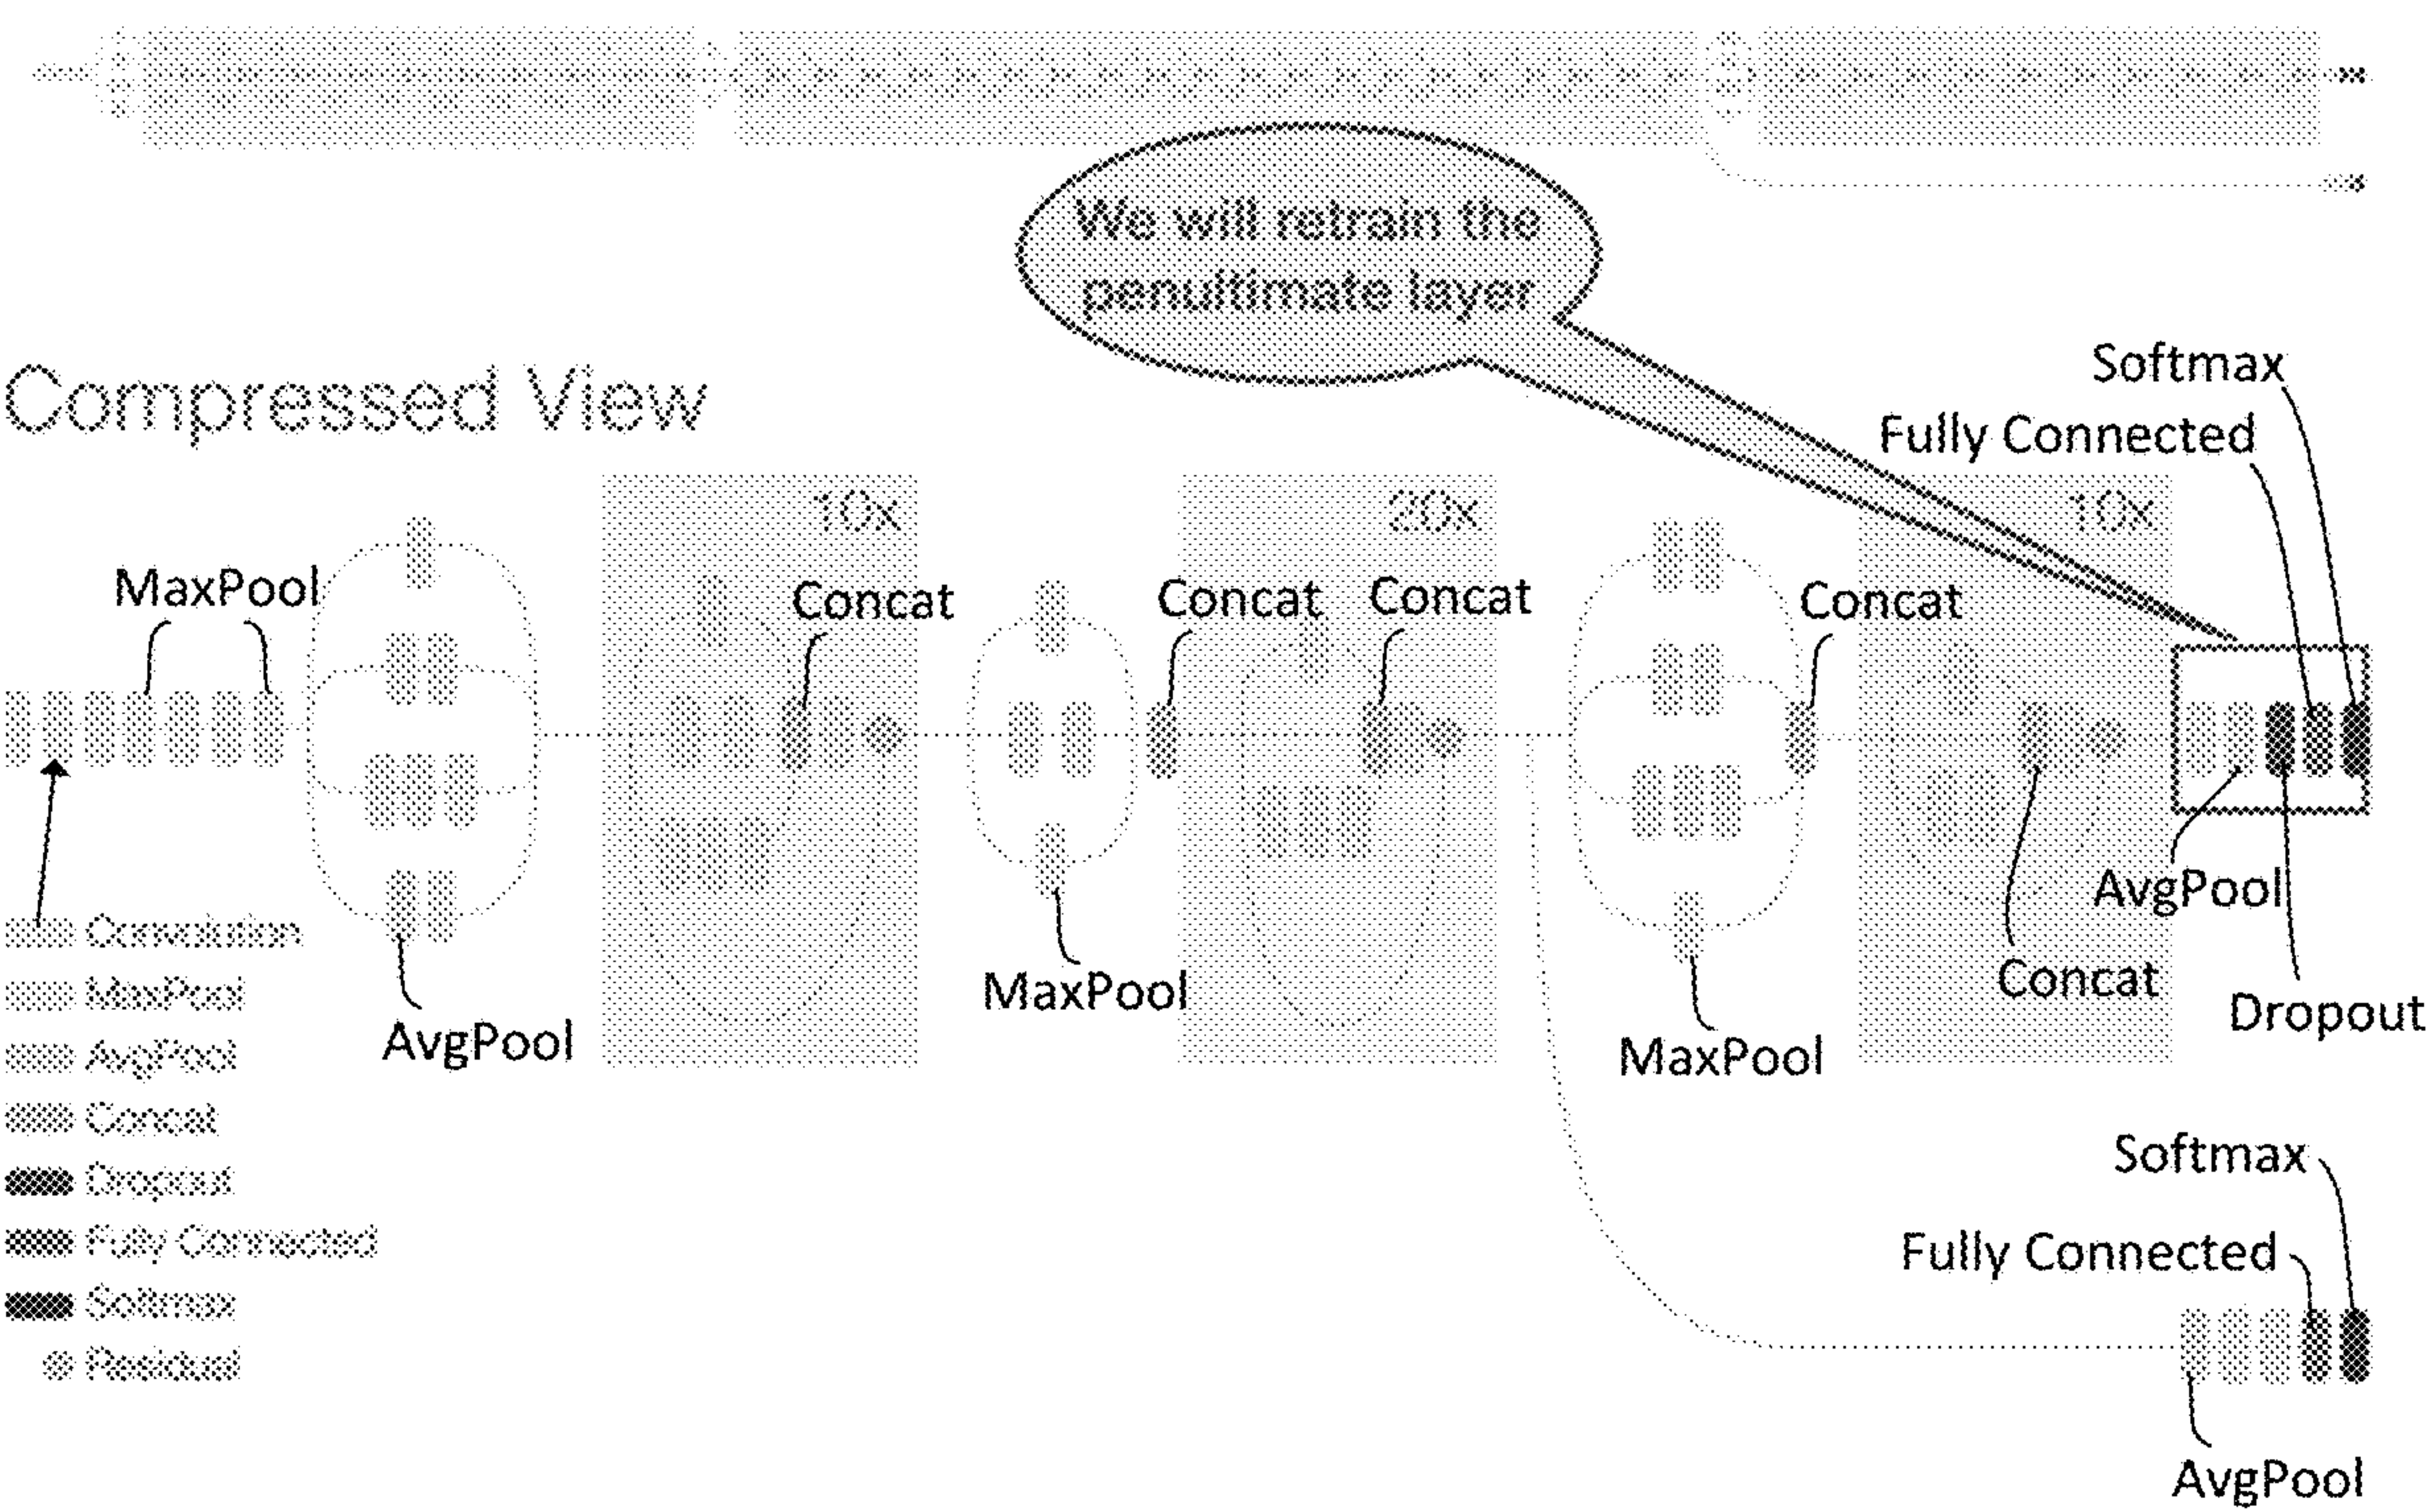 We will retrain the
penultimate layer
Compressed View
Softmax
Fully Connected
10x
20x
10x
MaxPool
Concat
Concat
Concat
Concat
AvgPool
MaxPool
MaxPool
AvgPool
Concat
Dropout
Convolution
MaxPool
AvgPool
Concat
Dropout
Fully Connected
Softmax
Residual
Softmax
Fully Connected
AvgPool